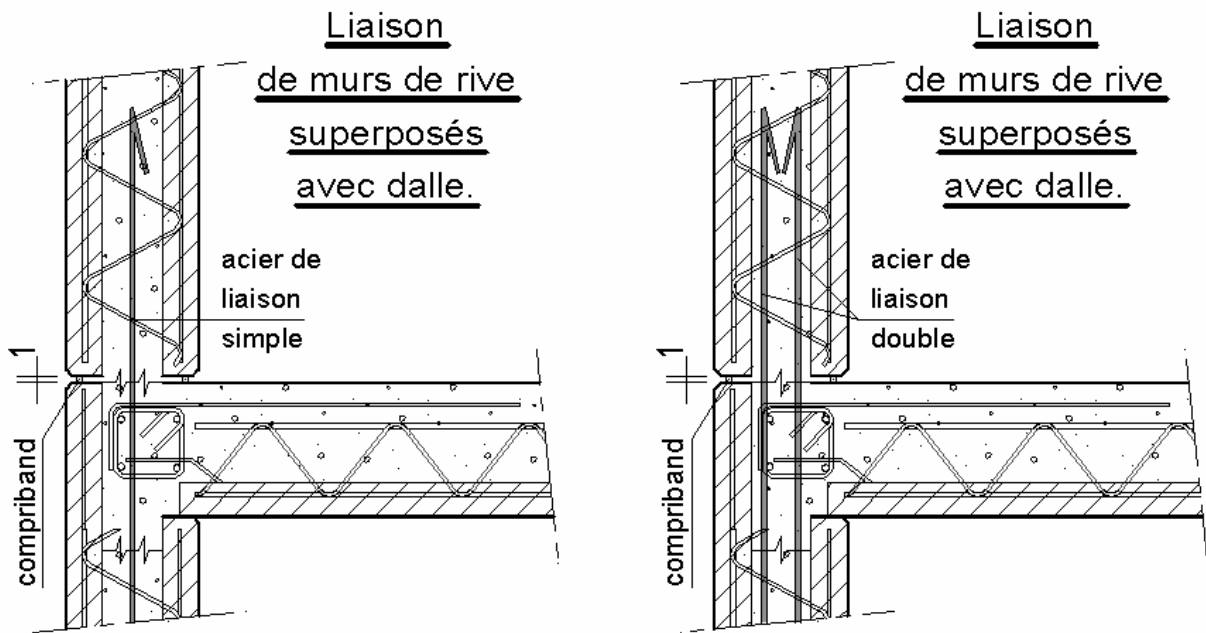 Liaison
de murs de rive
superposés
avec dalle.
acier de
liaison
simple
1
compriband
Liaison
de murs de rive
superposés
avec dalle.
acier de
liaison
double
1
compriband